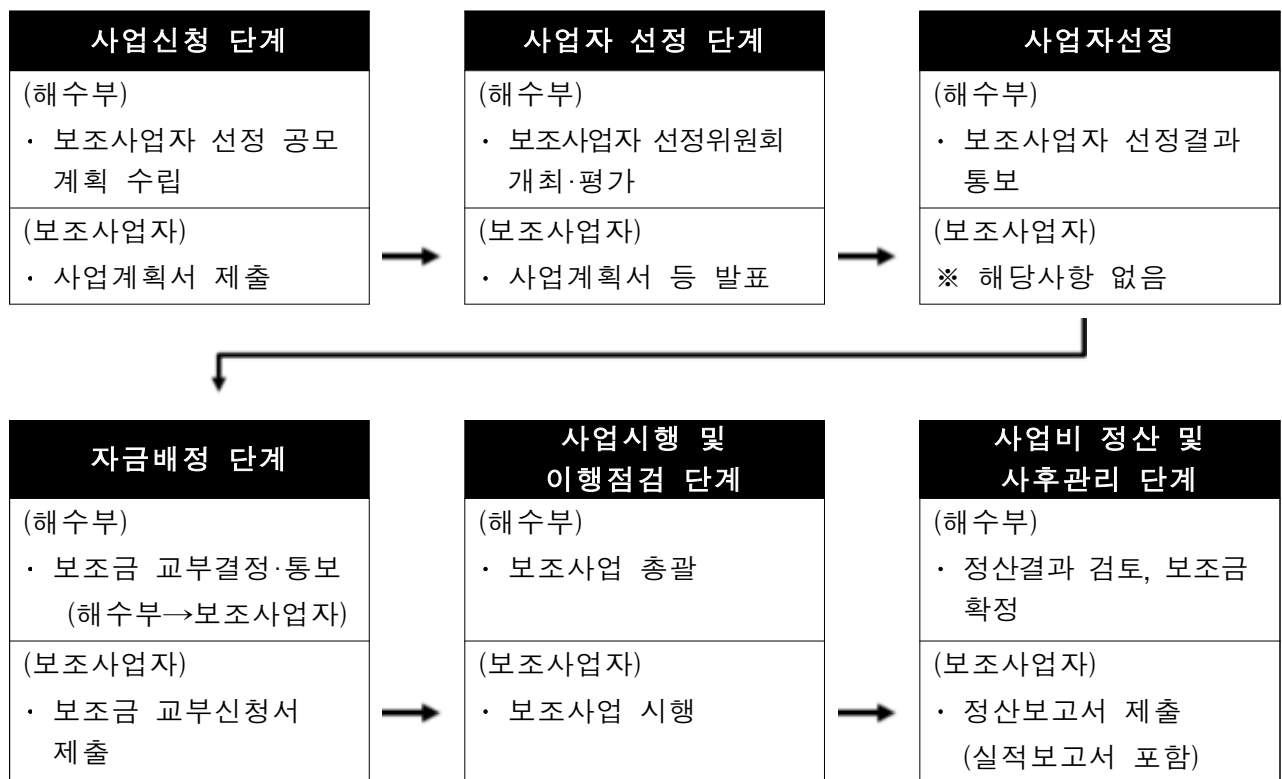 사업신청 단계
(해수부)
· 보조사업자 선정 공모
계획 수립
(보조사업자)
· 사업계획서 제출
사업자 선정 단계
(해수부)
· 보조사업자 선정위원회
개최·평가
(보조사업자)
· 사업계획서 등 발표
사업자선정
(해수부)
· 보조사업자 선정결과
통보
(보조사업자)
※ 해당사항 없음
자금배정 단계
(해수부)
· 보조금 교부결정·통보
(해수부→보조사업자)
(보조사업자)
· 보조금 교부신청서
제출
사업시행 및
이행점검 단계
(해수부)
· 보조사업 총괄
(보조사업자)
· 보조사업 시행
사업비 정산 및
사후관리 단계
(해수부)
· 정산결과 검토, 보조금
확정
(보조사업자)
· 정산보고서 제출
(실적보고서 포함)